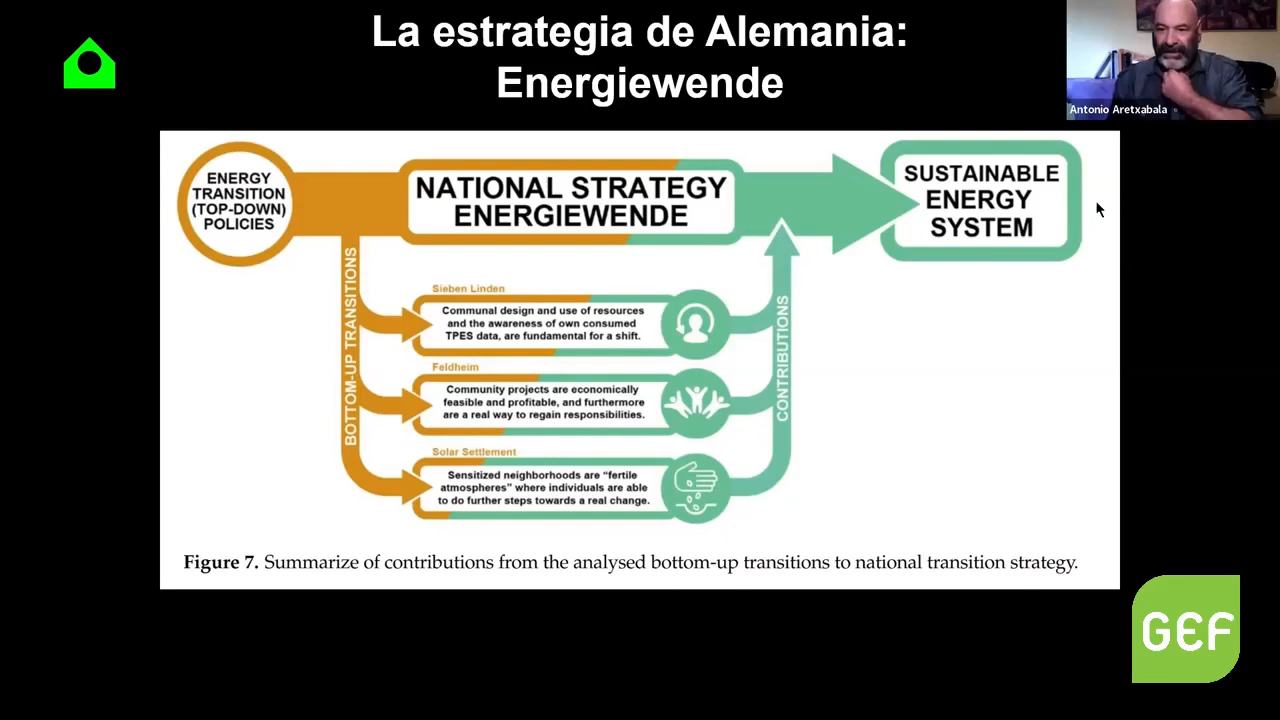 La estrategia de Alemania:
Energiewende
Antonio Aretxabala
ENERGY
TRANSITION
(TOP-DOWN)
POLICIES
NATIONAL STRATEGY
ENERGIEWENDE
SUSTAINABLE
ENERGY
SYSTEM
BOTTOM-UP TRANSITIONS
Sieben Linden
Communal design and use of resources
and the awareness of own consumed
TPES data, are fundamental for a shift.
Feldheim
Community projects are economically
feasible and profitable, and furthermore
are a real way to regain responsibilities.
Solar Settlement
Sensitized neighborhoods are “fertile
atmospheres” where individuals are able
to do further steps towards a real change.
CONTRIBUTIONS
Figure 7. Summarize of contributions from the analysed bottom-up transitions to national transition strategy.
GEF